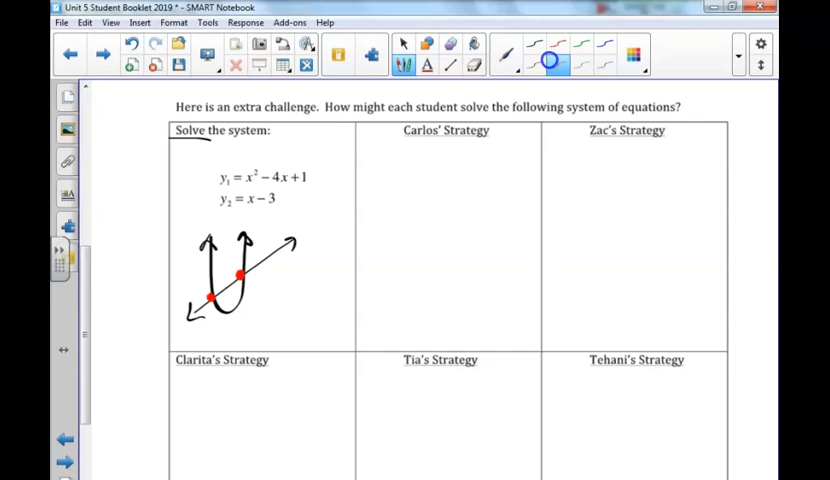 Unit 5 Student Booklet 2019 * - SMART Notebook
File Edit View Insert Format Tools Response Add-ons Help
Here is an extra challenge. How might each student solve the following system of equations?
Solve the system:
Carlos' Strategy
Zac's Strategy
y₁ = x² – 4x + 1
y₂ = x – 3
Clarita's Strategy
Tia's Strategy
Tehani's Strategy